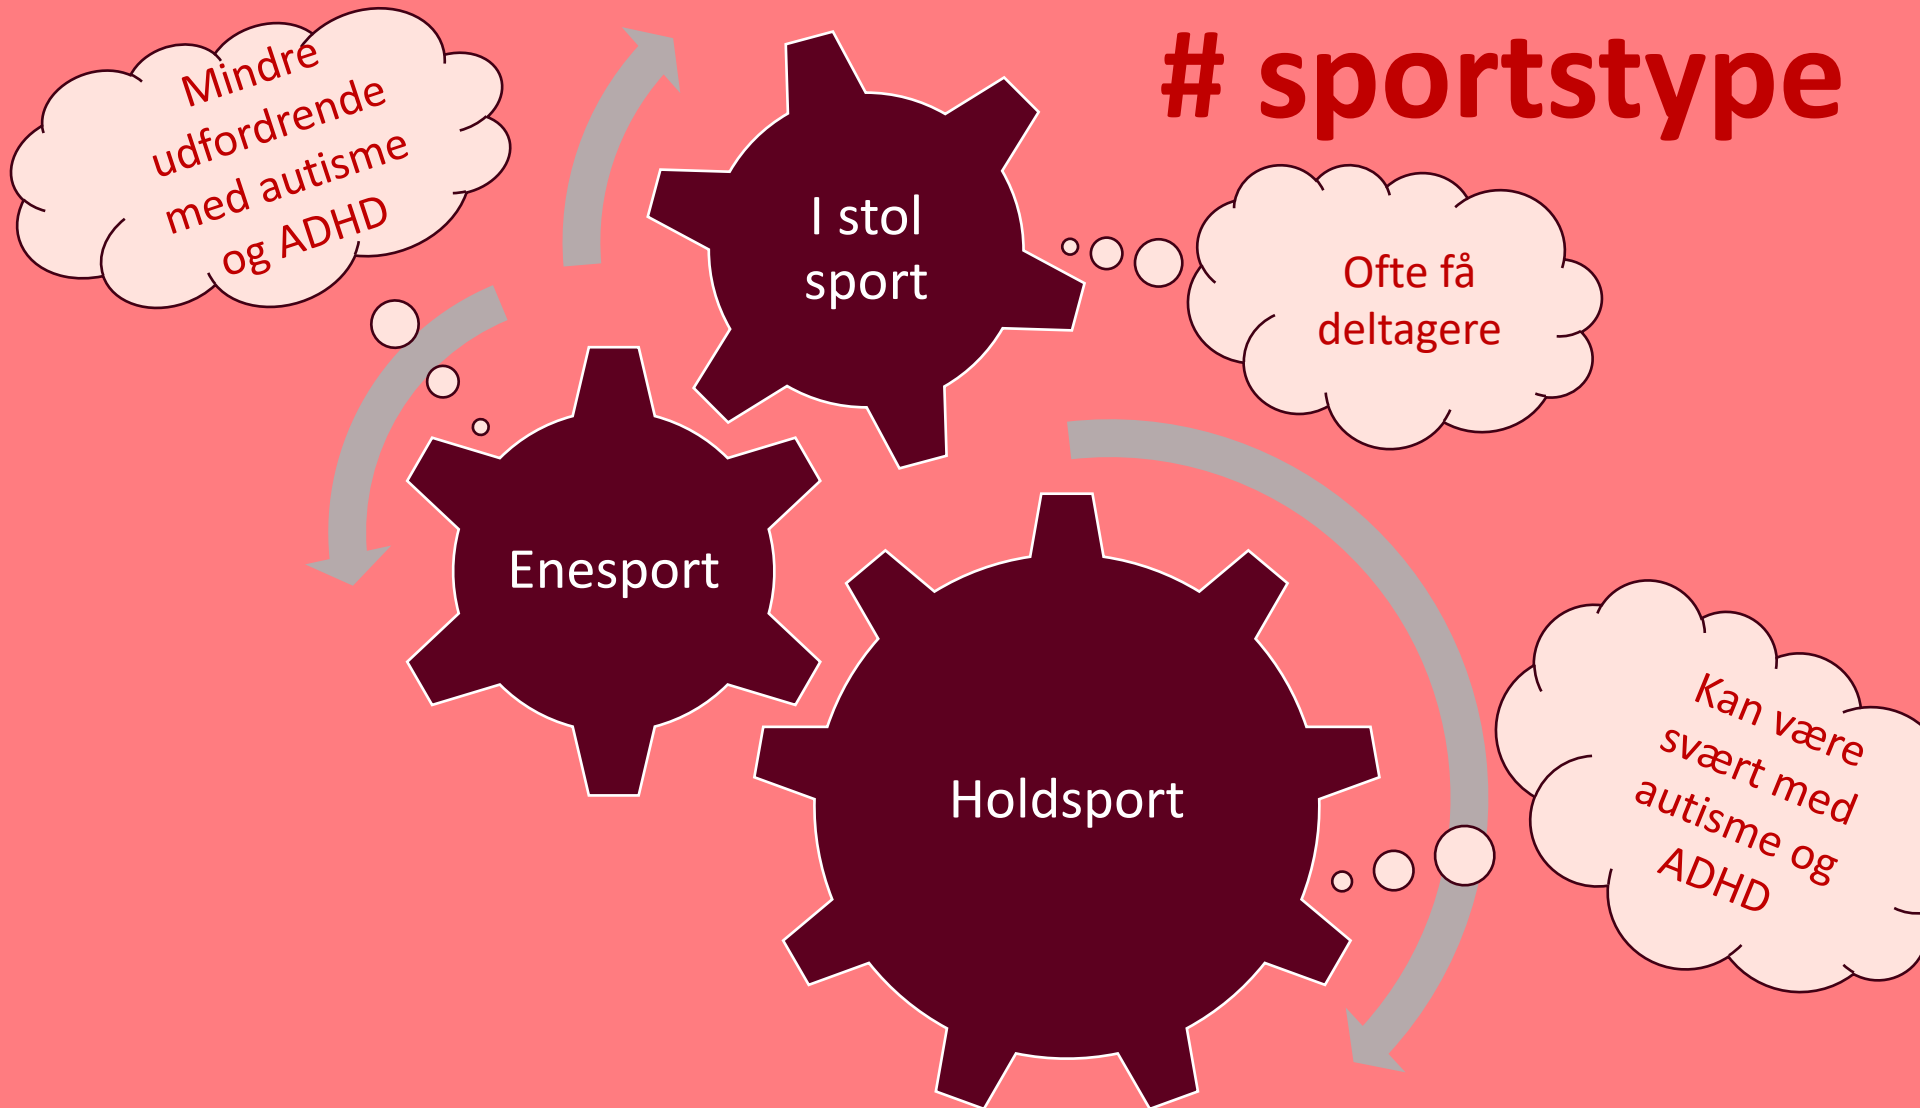 # sportstype
Mindre
udfordrende
med autisme
og ADHD
I stol
sport
Ofte få
deltagere
Enesport
Holdsport
Kan være
svært med
autisme og
ADHD